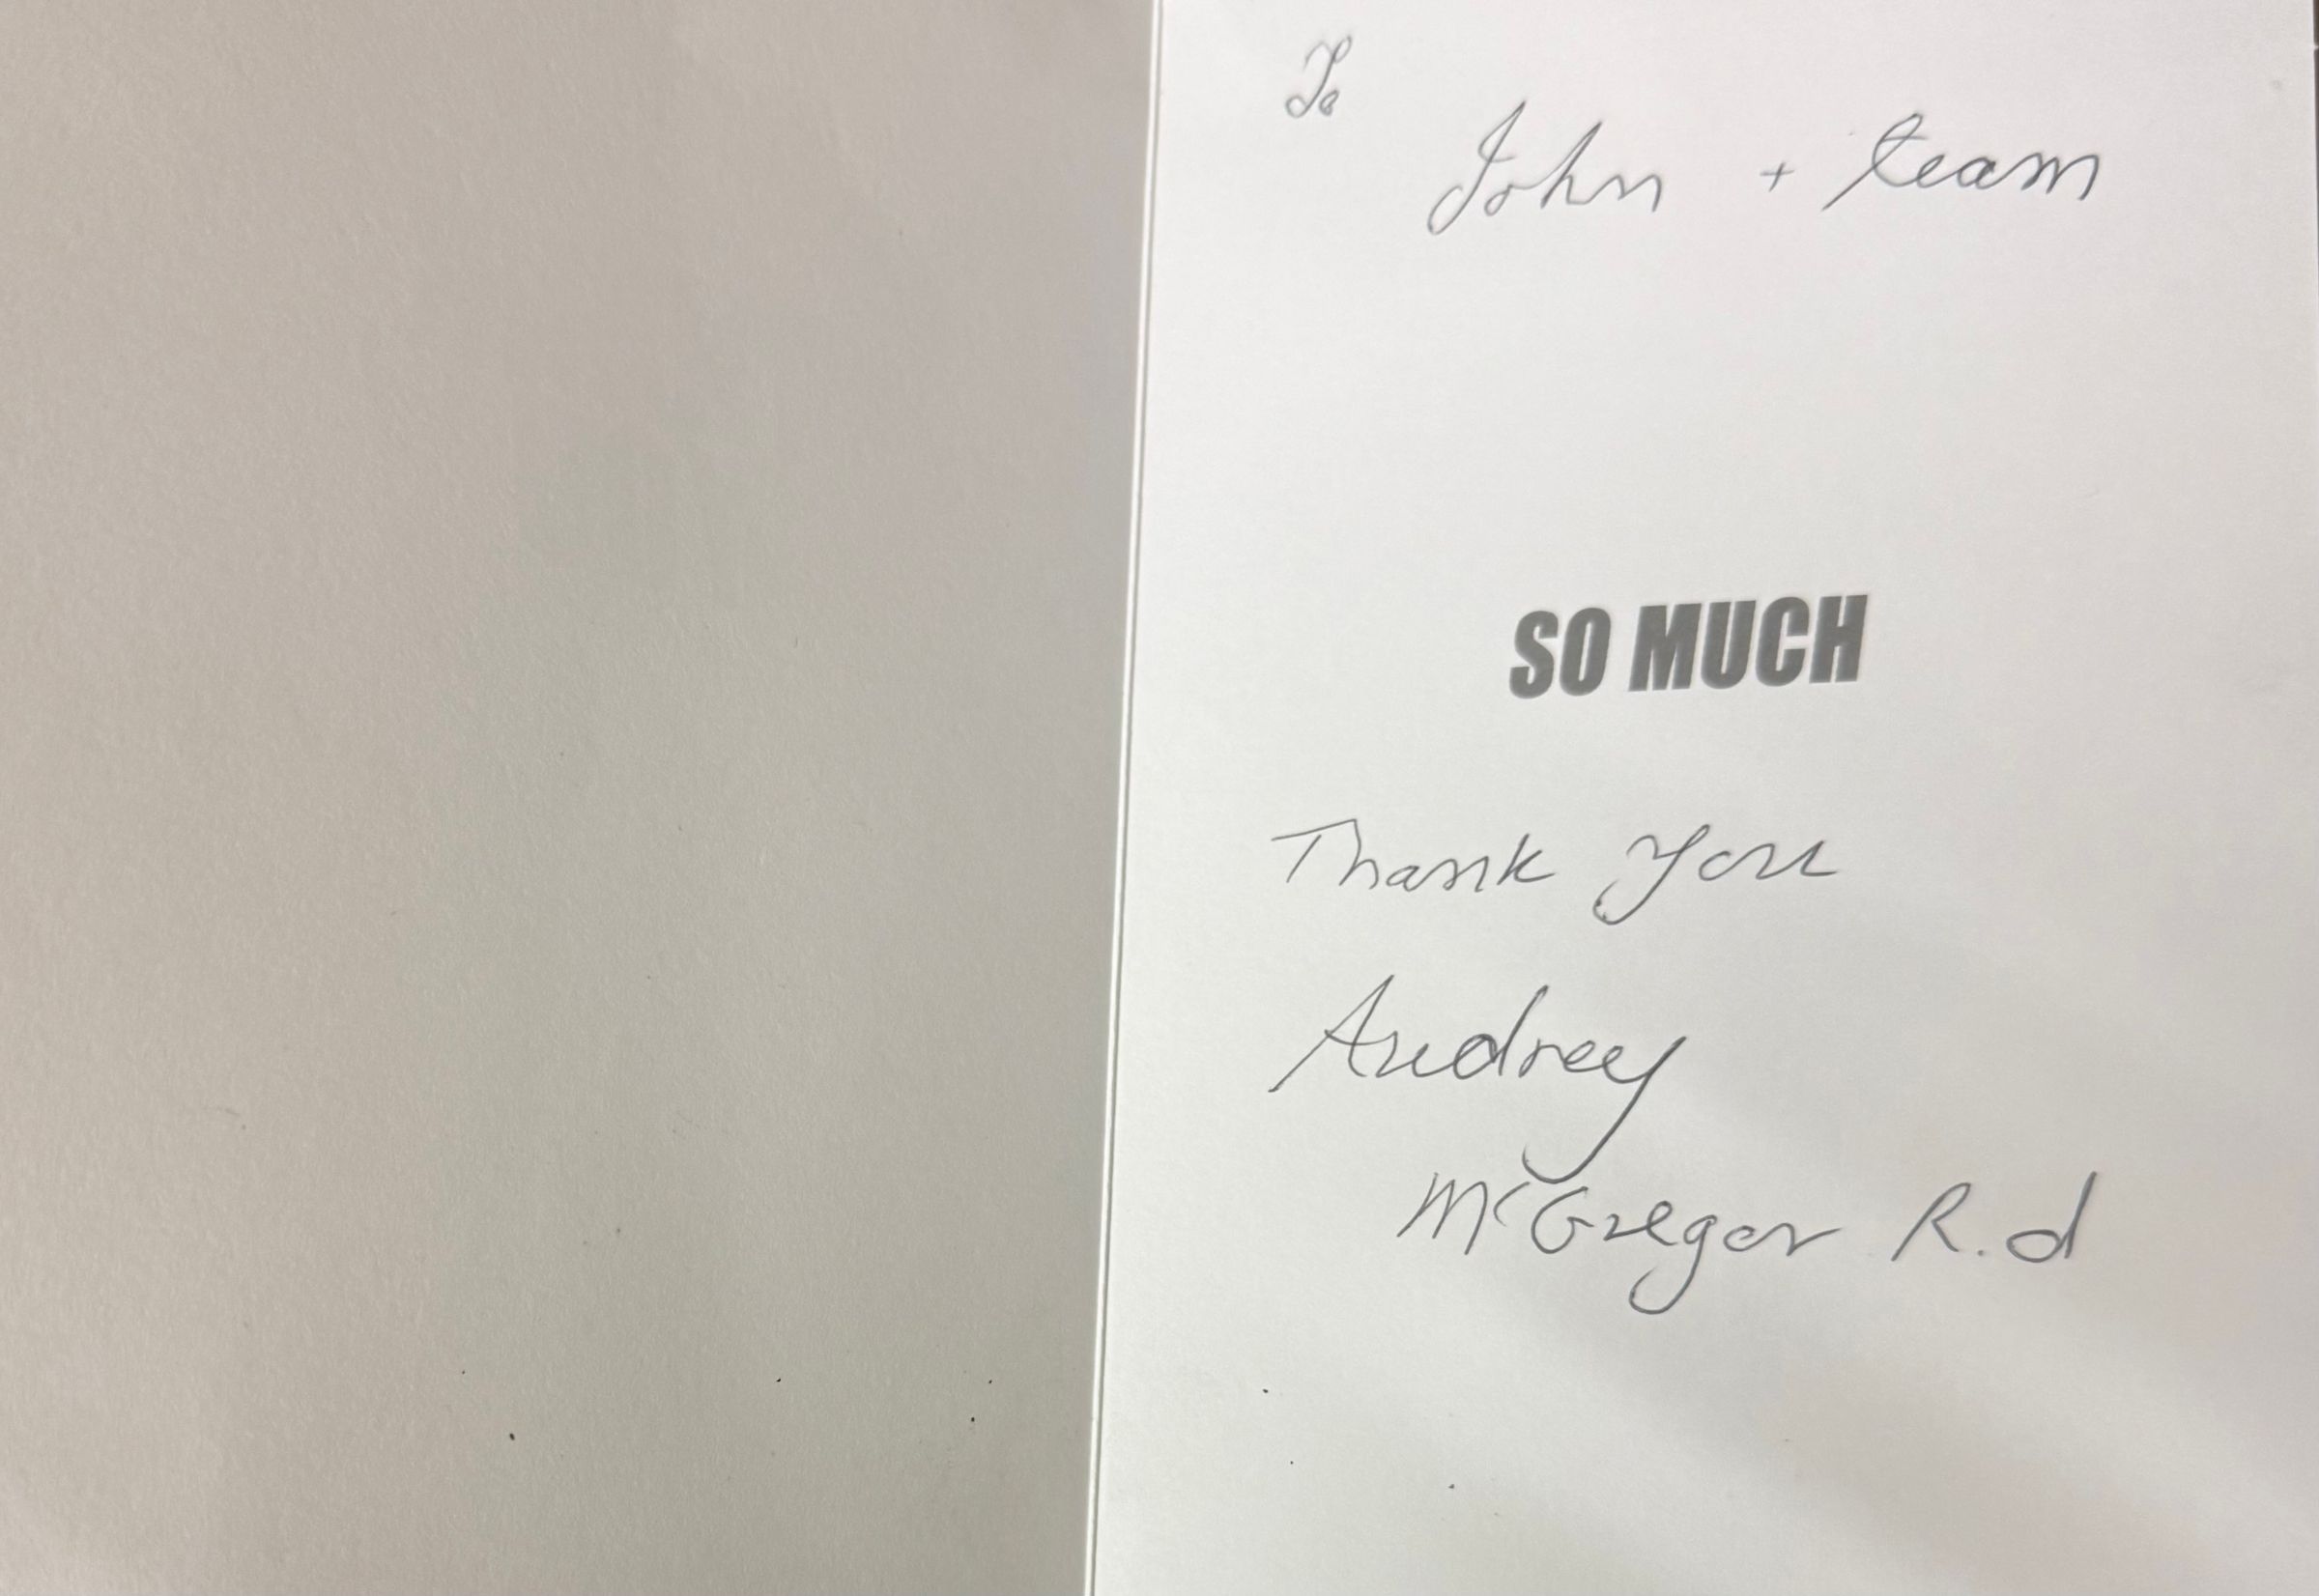 To
John + team
SO MUCH
Thank you
Audrey
McGregor R.d